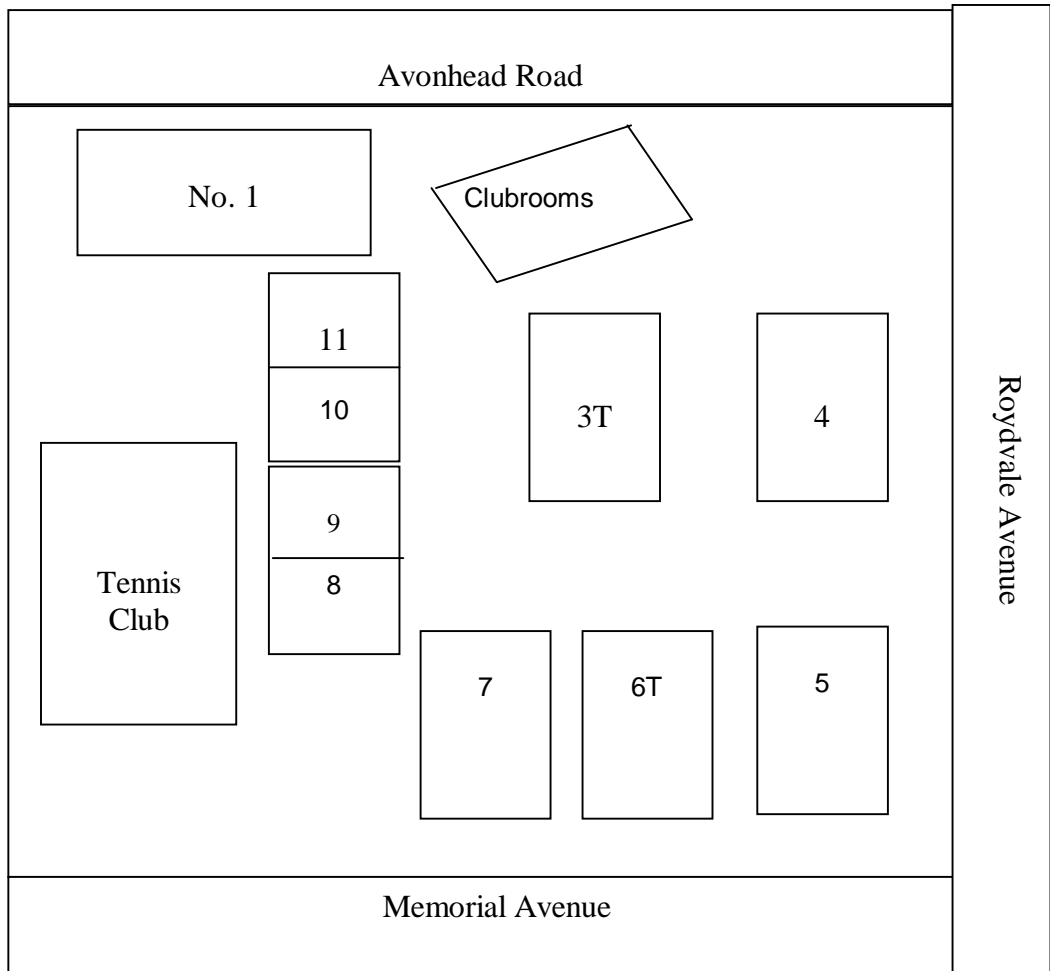 Avonhead Road
No. 1
Clubrooms
11
10
3T
4
Roydvale Avenue
9
8
Tennis
Club
7
6T
5
Memorial Avenue